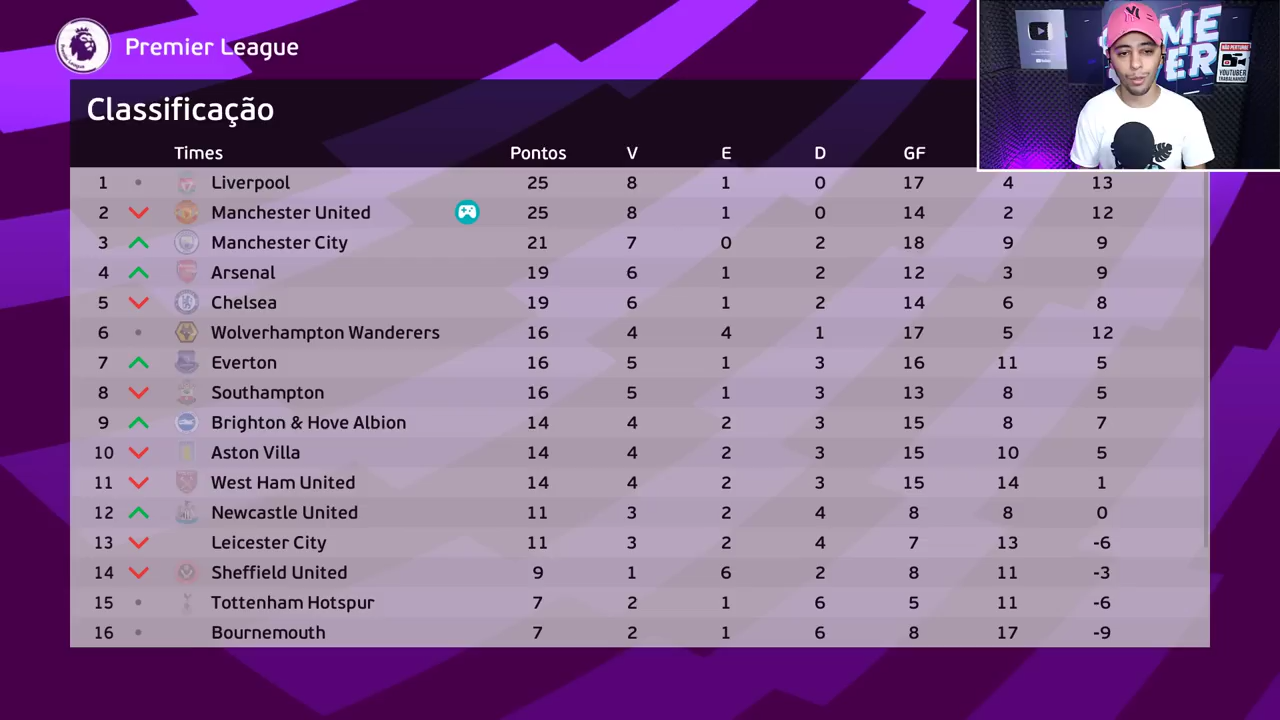 Premier League
Classificação
Times Pontos V E D GF
1 Liverpool 25 8 1 0 17 4 13
2 Manchester United 25 8 1 0 14 2 12
3 Manchester City 21 7 0 2 18 9 9
4 Arsenal 19 6 1 2 12 3 9
5 Chelsea 19 6 1 2 14 6 8
6 Wolverhampton Wanderers 16 4 4 1 17 5 12
7 Everton 16 5 1 3 16 11 5
8 Southampton 16 5 1 3 13 8 5
9 Brighton & Hove Albion 14 4 2 3 15 8 7
10 Aston Villa 14 4 2 3 15 10 5
11 West Ham United 14 4 2 3 15 14 1
12 Newcastle United 11 3 2 4 8 8 0
13 Leicester City 11 3 2 4 7 13 -6
14 Sheffield United 9 1 6 2 8 11 -3
15 Tottenham Hotspur 7 2 1 6 5 11 -6
16 Bournemouth 7 2 1 6 8 17 -9
NÃO PERTURBE
YOUTUBER
TRABALHANDO